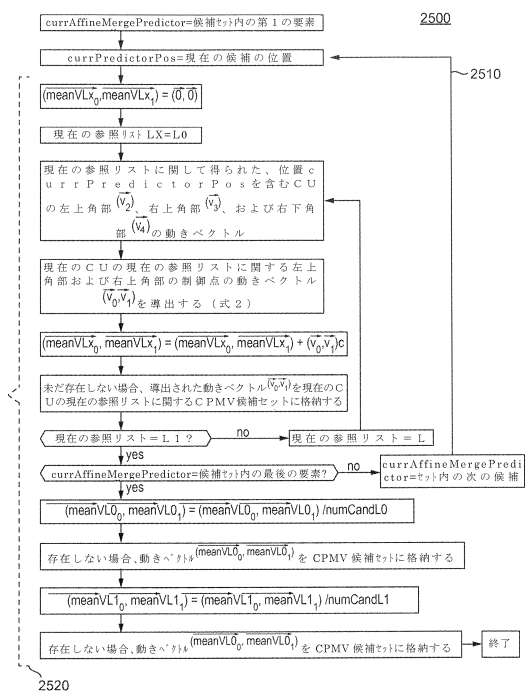 2500
currAffineMergePredictor=候補セット内の第1の要素
currPredictorPos=現在の候補の位置
2510
(meanVLx0,meanVLx1) = (0, 0)
現在の参照リストLX=L0
現在の参照リストに関して得られた、位置c
urrPredictorPosを含むCU
の左上角部(v2)、右上角部(v3)、および右下角
部(v4)の動きベクトル
現在のCUの現在の参照リストに関する左上
角部および右上角部の制御点の動きベクトル
(v0,v1)を導出する(式2)
(meanVLx0, meanVLx1) = (meanVLx0, meanVLx1) + (v0,v1)c
未だ存在しない場合、導出された動きベクトル(v0,v1)を現在のC
Uの現在の参照リストに関するCPMV候補セットに格納する
現在の参照リスト=L1?
no
現在の参照リスト=L
yes
currAffineMergePredictor=候補セット内の最後の要素?
no
currAffineMergePredi
ctor=セット内の次の候補
yes
(meanVL00, meanVL01) = (meanVL00, meanVL01) /numCandL0
存在しない場合、動きベクトル(meanVL00, meanVL01)をCPMV候補セットに格納する
(meanVL10, meanVL11) = (meanVL10, meanVL11) /numCandL1
存在しない場合、動きベクトル(meanVL00, meanVL01)をCPMV候補セットに格納する
終了
2520